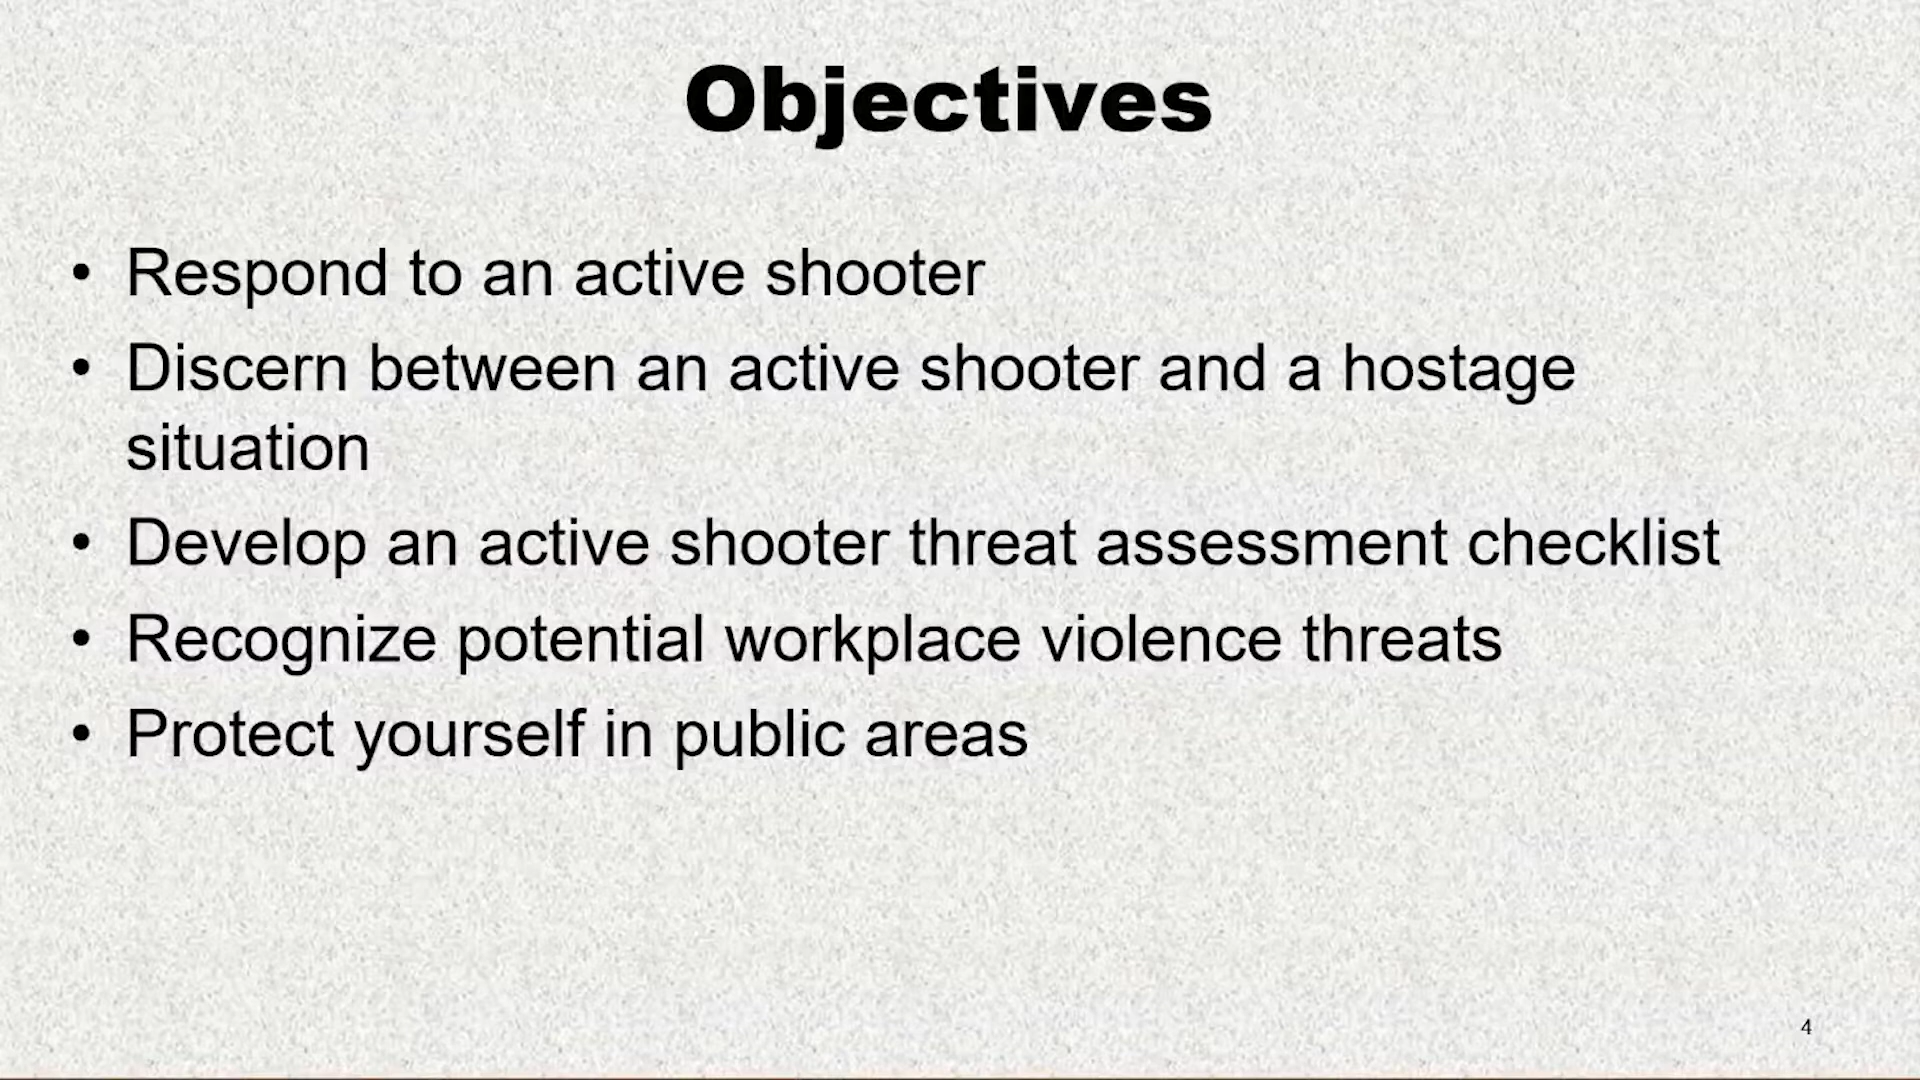 Objectives
• Respond to an active shooter
• Discern between an active shooter and a hostage
situation
• Develop an active shooter threat assessment checklist
• Recognize potential workplace violence threats
• Protect yourself in public areas
4